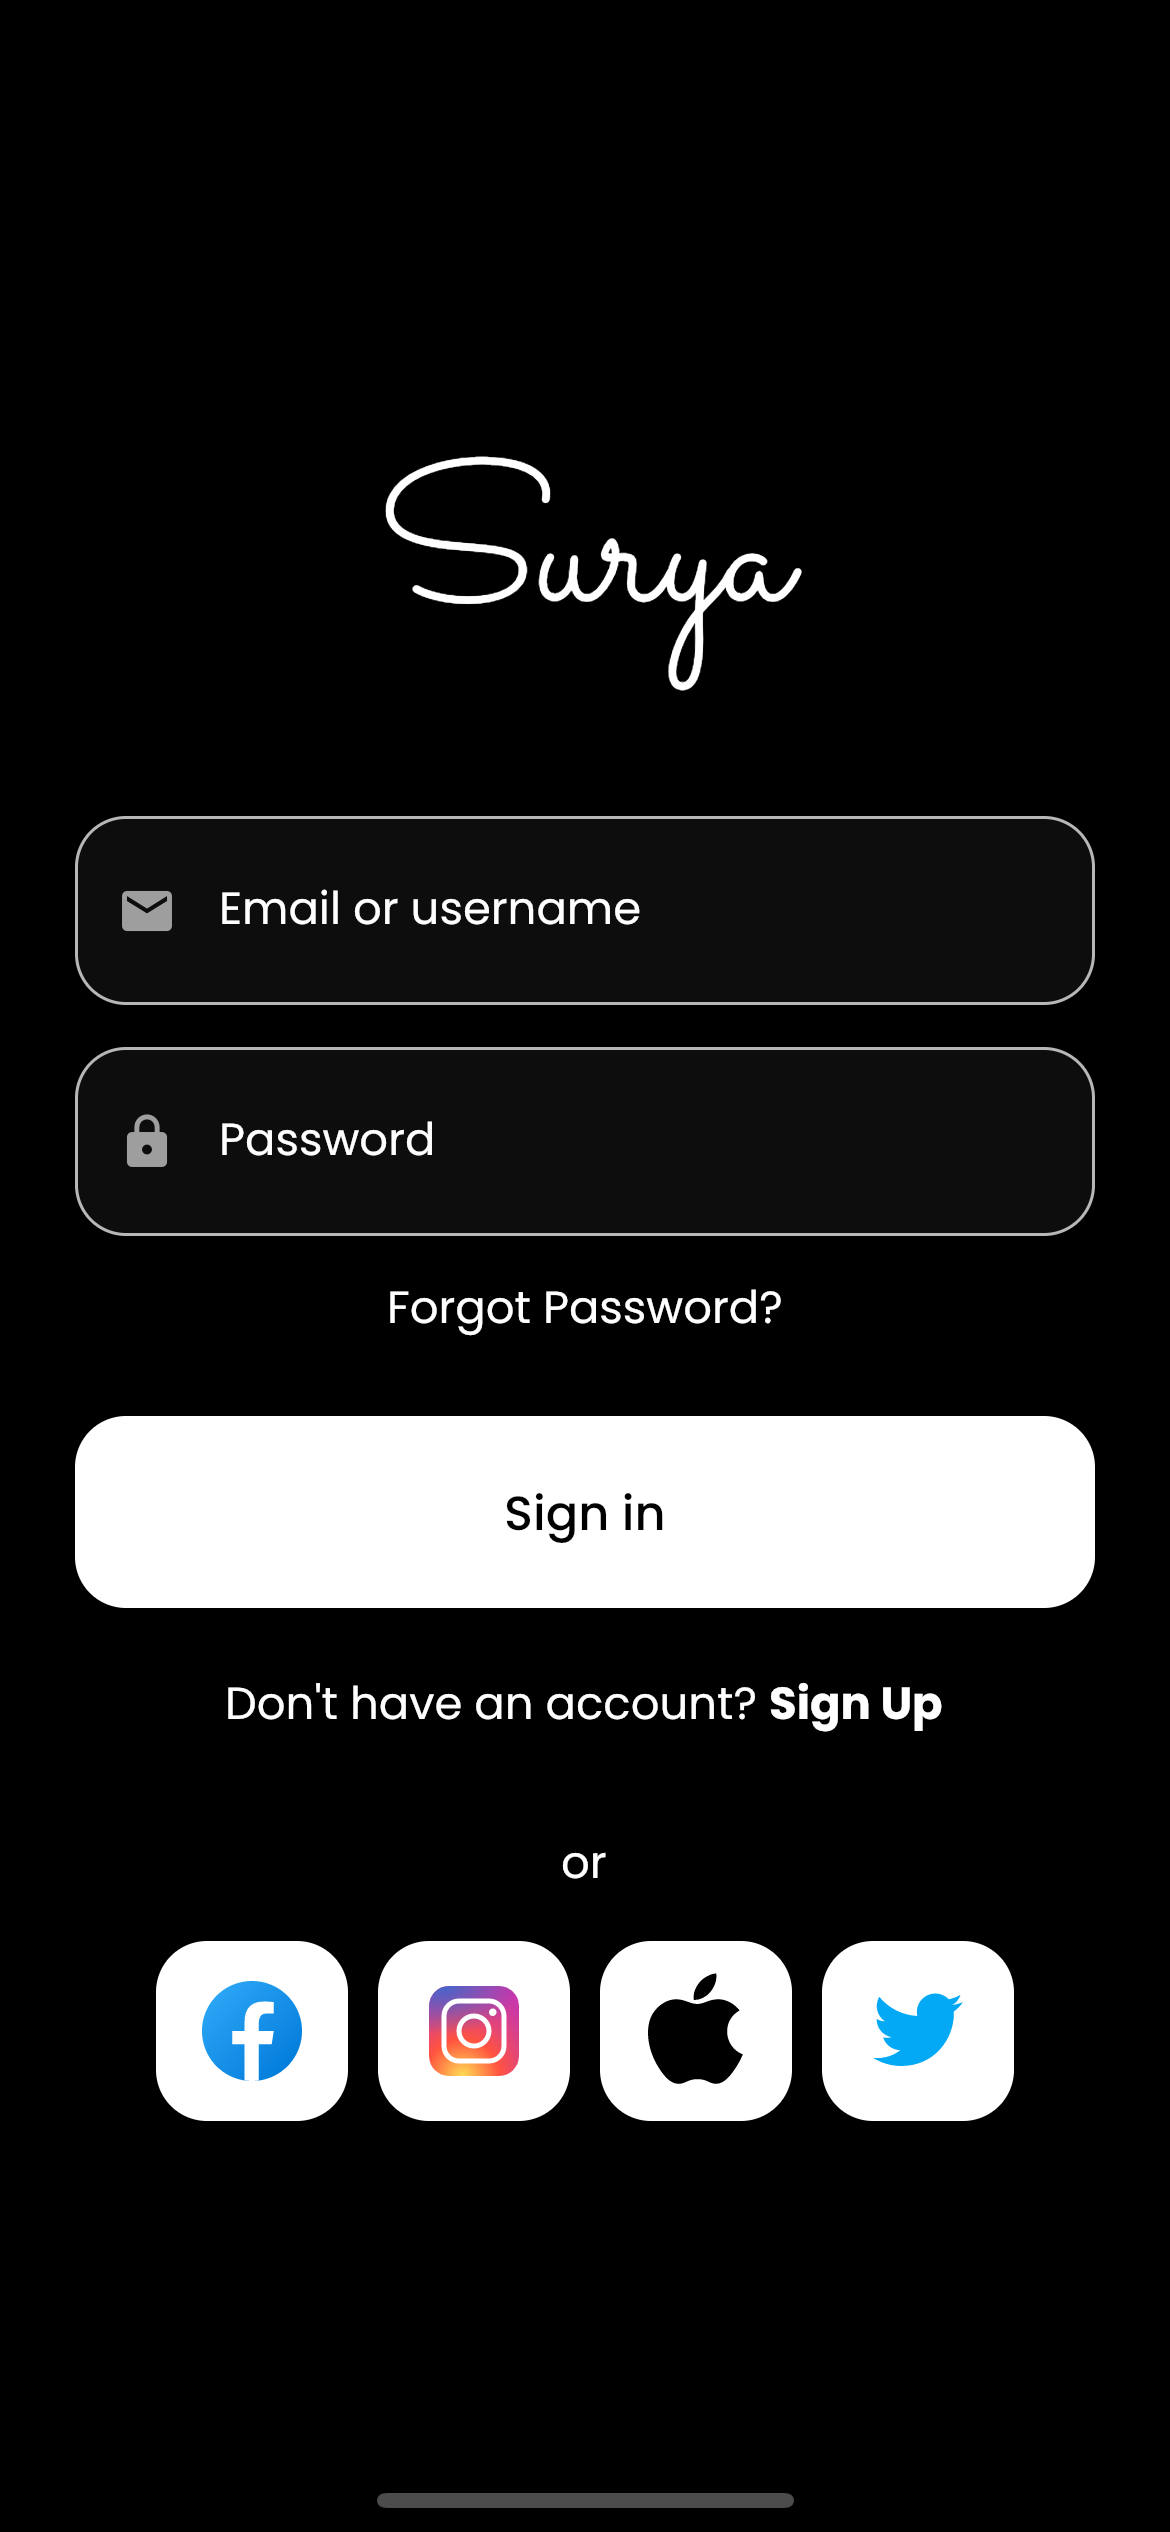 Surya
Email or username
Password
Forgot Password?
Sign in
Don't have an account? Sign Up
or